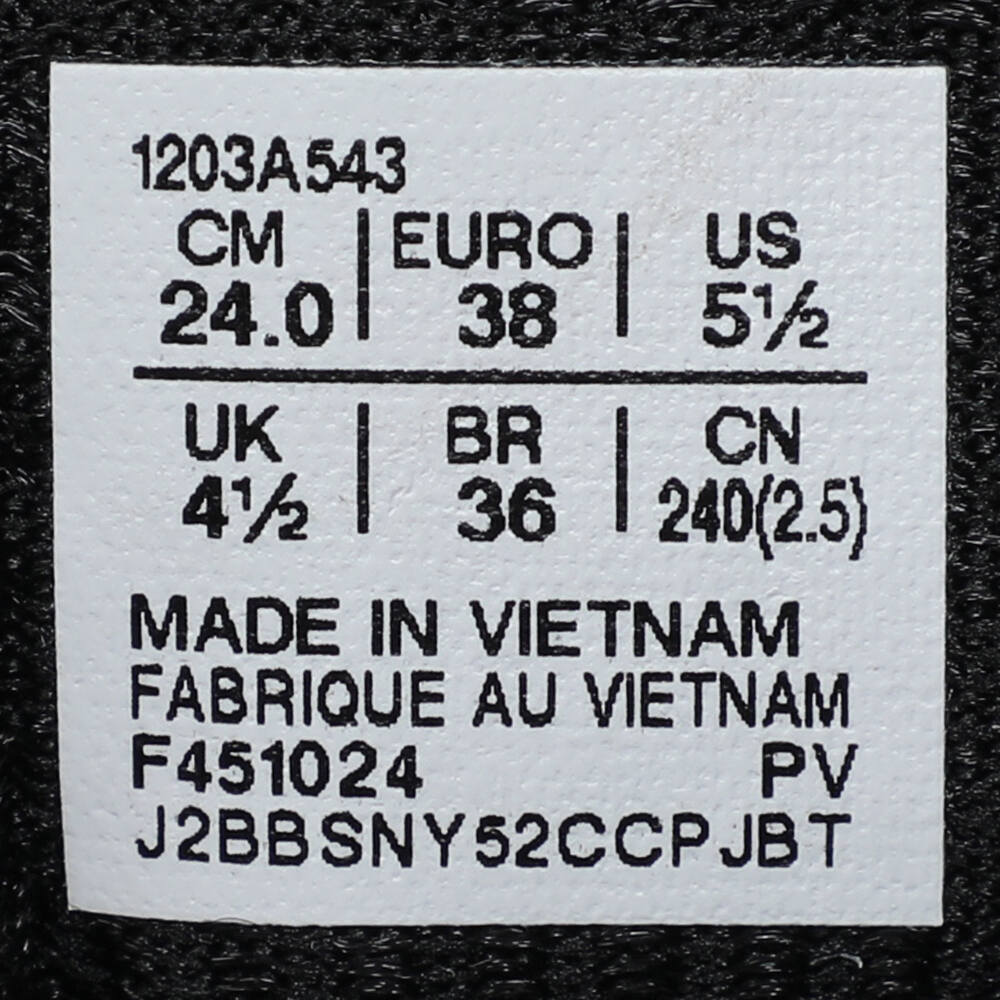 1203A543
CM | EURO | US
24.0 | 38 | 5½
UK | BR | CN
4½ | 36 | 240(2.5)
MADE IN VIETNAM
FABRIQUE AU VIETNAM
F451024 PV
J2BBSNY52CCPJBT